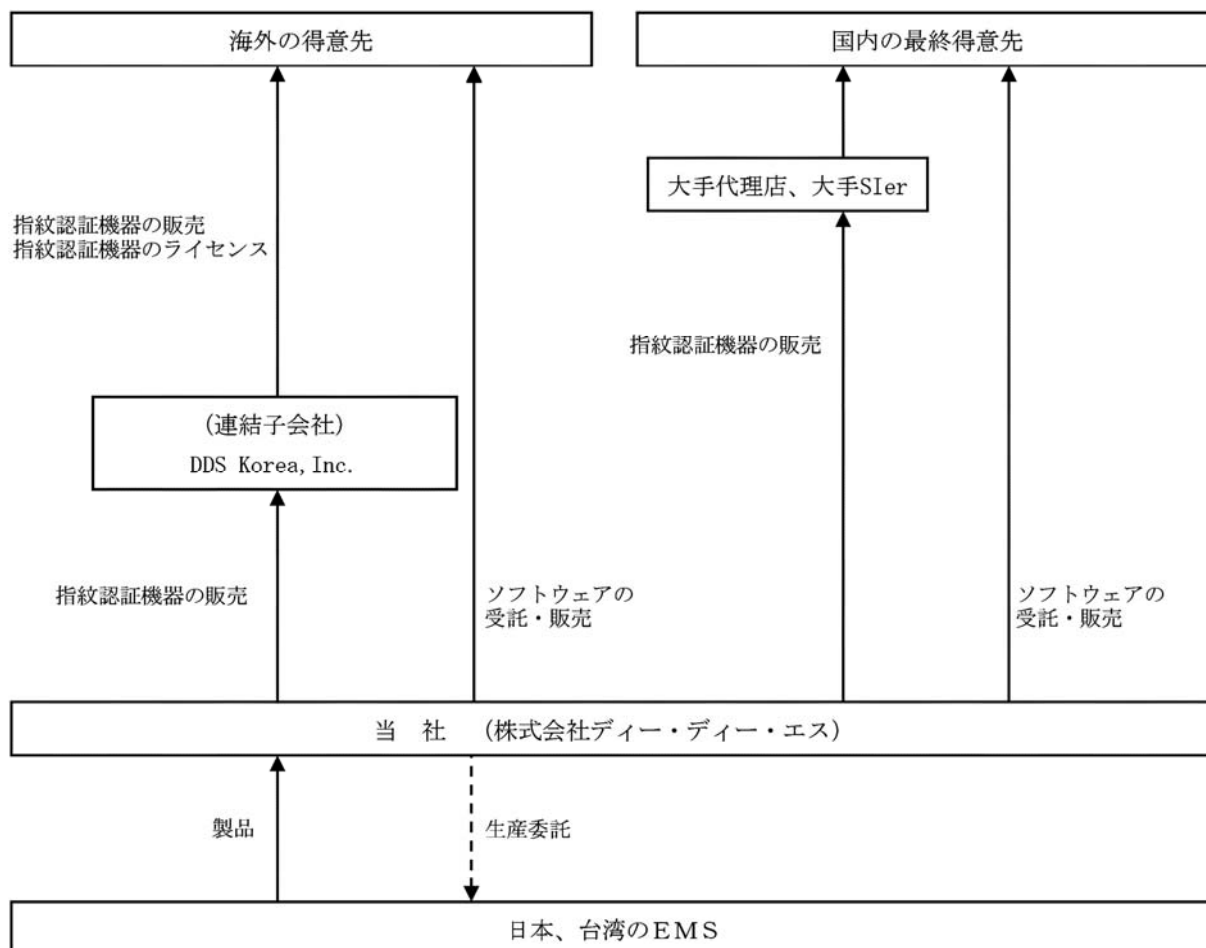 海外の得意先
国内の最終得意先
大手代理店、大手SIer
指紋認証機器の販売
指紋認証機器のライセンス
指紋認証機器の販売
(連結子会社)
DDS Korea,Inc.
指紋認証機器の販売
ソフトウェアの
受託・販売
ソフトウェアの
受託・販売
当 社 (株式会社ディー・ディー・エス)
製品
生産委託
日本、台湾のＥＭＳ